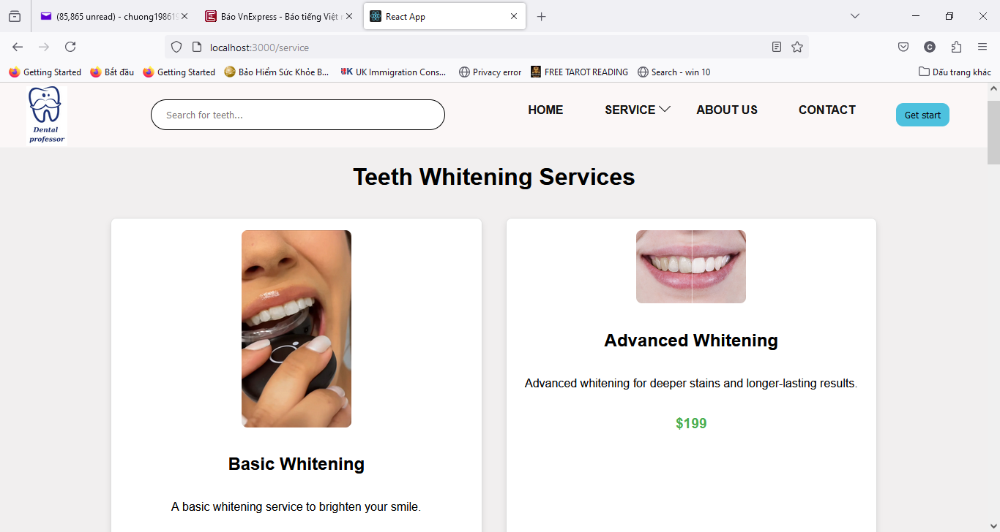 (85,865 unread) - chuong19861
Báo VnExpress - Báo tiếng Việt
React App
localhost:3000/service
C
Getting Started
Bắt đầu
Getting Started
Bảo Hiểm Sức Khỏe B...
UK Immigration Cons...
Privacy error
FREE TAROT READING
Search - win 10
Dấu trang khác
Dental
professor
Search for teeth...
HOME
SERVICE
ABOUT US
CONTACT
Get start
Teeth Whitening Services
Basic Whitening
A basic whitening service to brighten your smile.
Advanced Whitening
Advanced whitening for deeper stains and longer-lasting results.
$199